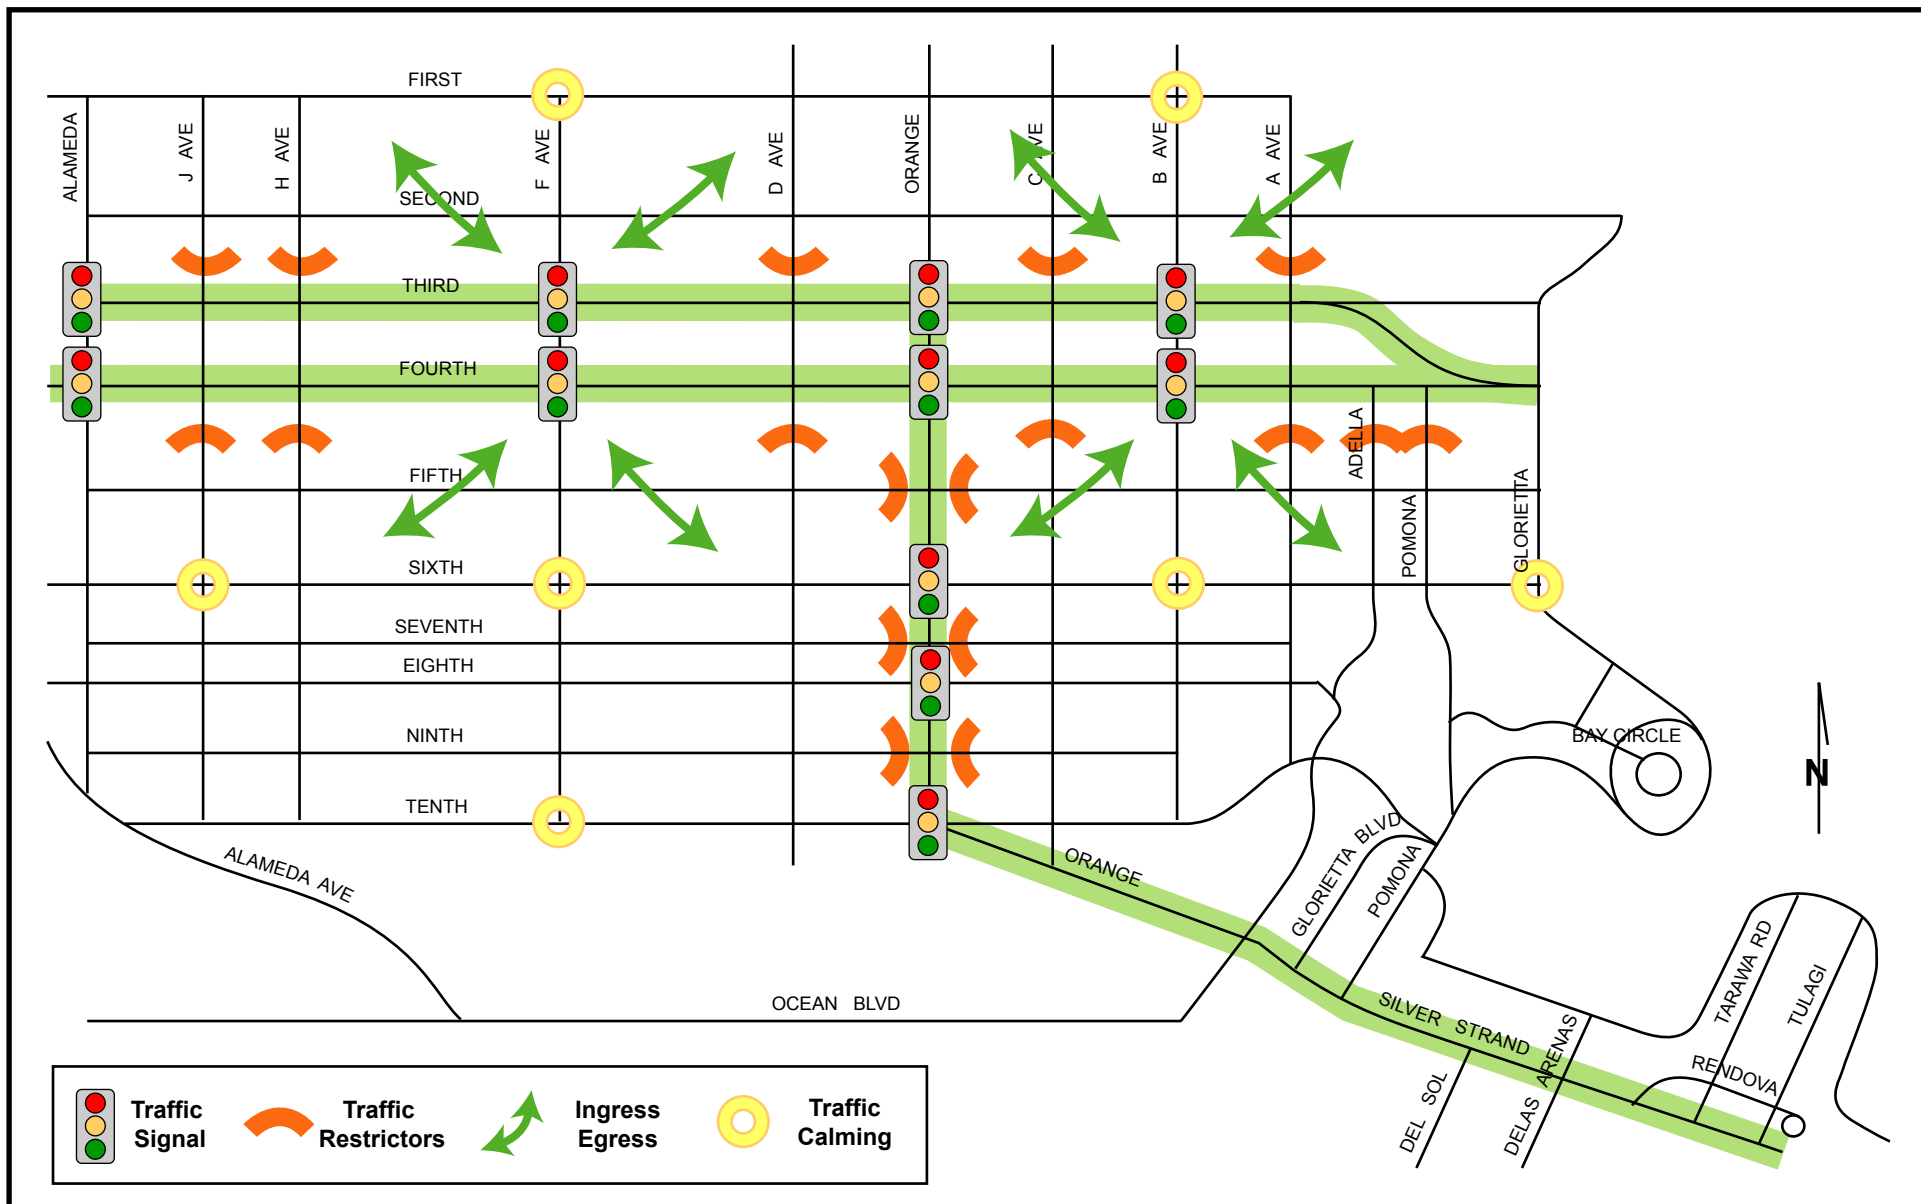 FIRST
ALAMEDA
J AVE
H AVE
F AVE
D AVE
ORANGE
C AVE
B AVE
A AVE
SECOND
THIRD
FOURTH
ADELLA
FIFTH
POMONA
GLORIETTA
SIXTH
SEVENTH
EIGHTH
NINTH
BAY CIRCLE
N
TENTH
ALAMEDA AVE
ORANGE
GLORIETTA BLVD
POMONA
OCEAN BLVD
SILVER STRAND
TARAWA RD
TULAGI
RENDOVA
DEL SOL
DELAS ARENAS
Traffic
Signal
Traffic
Restrictors
Ingress
Egress
Traffic
Calming